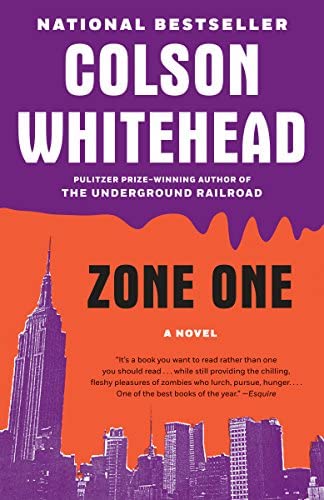 NATIONAL BESTSELLER
COLSON
WHITEHEAD
PULITZER PRIZE-WINNING AUTHOR OF
THE UNDERGROUND RAILROAD
ZONE ONE
A NOVEL
"It's a book you want to read rather than one
you should read . . . while still providing the chilling,
fleshy pleasures of zombies who lurch, pursue, hunger. . . .
One of the best books of the year." —Esquire